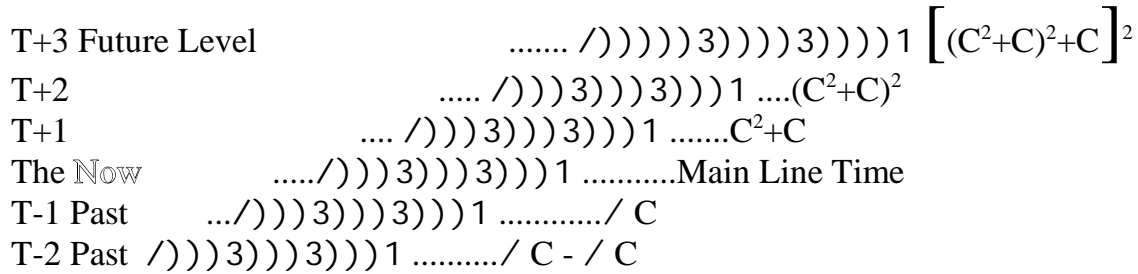 T+3 Future Level ....... /)))))3))))3))))1 [(C²+C)²+C]²
T+2 ..... /)))3)))3)))1 ....(C²+C)²
T+1 .... /)))3)))3)))1 .......C²+C
The Now ...../)))3)))3)))1 ...........Main Line Time
T-1 Past .../)))3)))3)))1 ............/ C
T-2 Past /)))3)))3)))1 ........../ C - / C